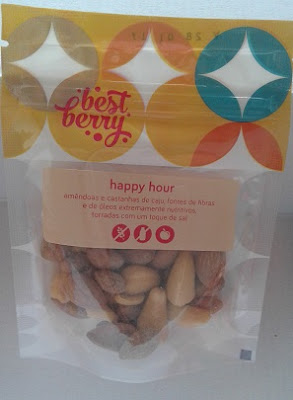 best
berry
happy hour
amêndoas e castanhas de caju, fontes de fibras
e de óleos extremamente nutritivos,
torradas com um toque de sal